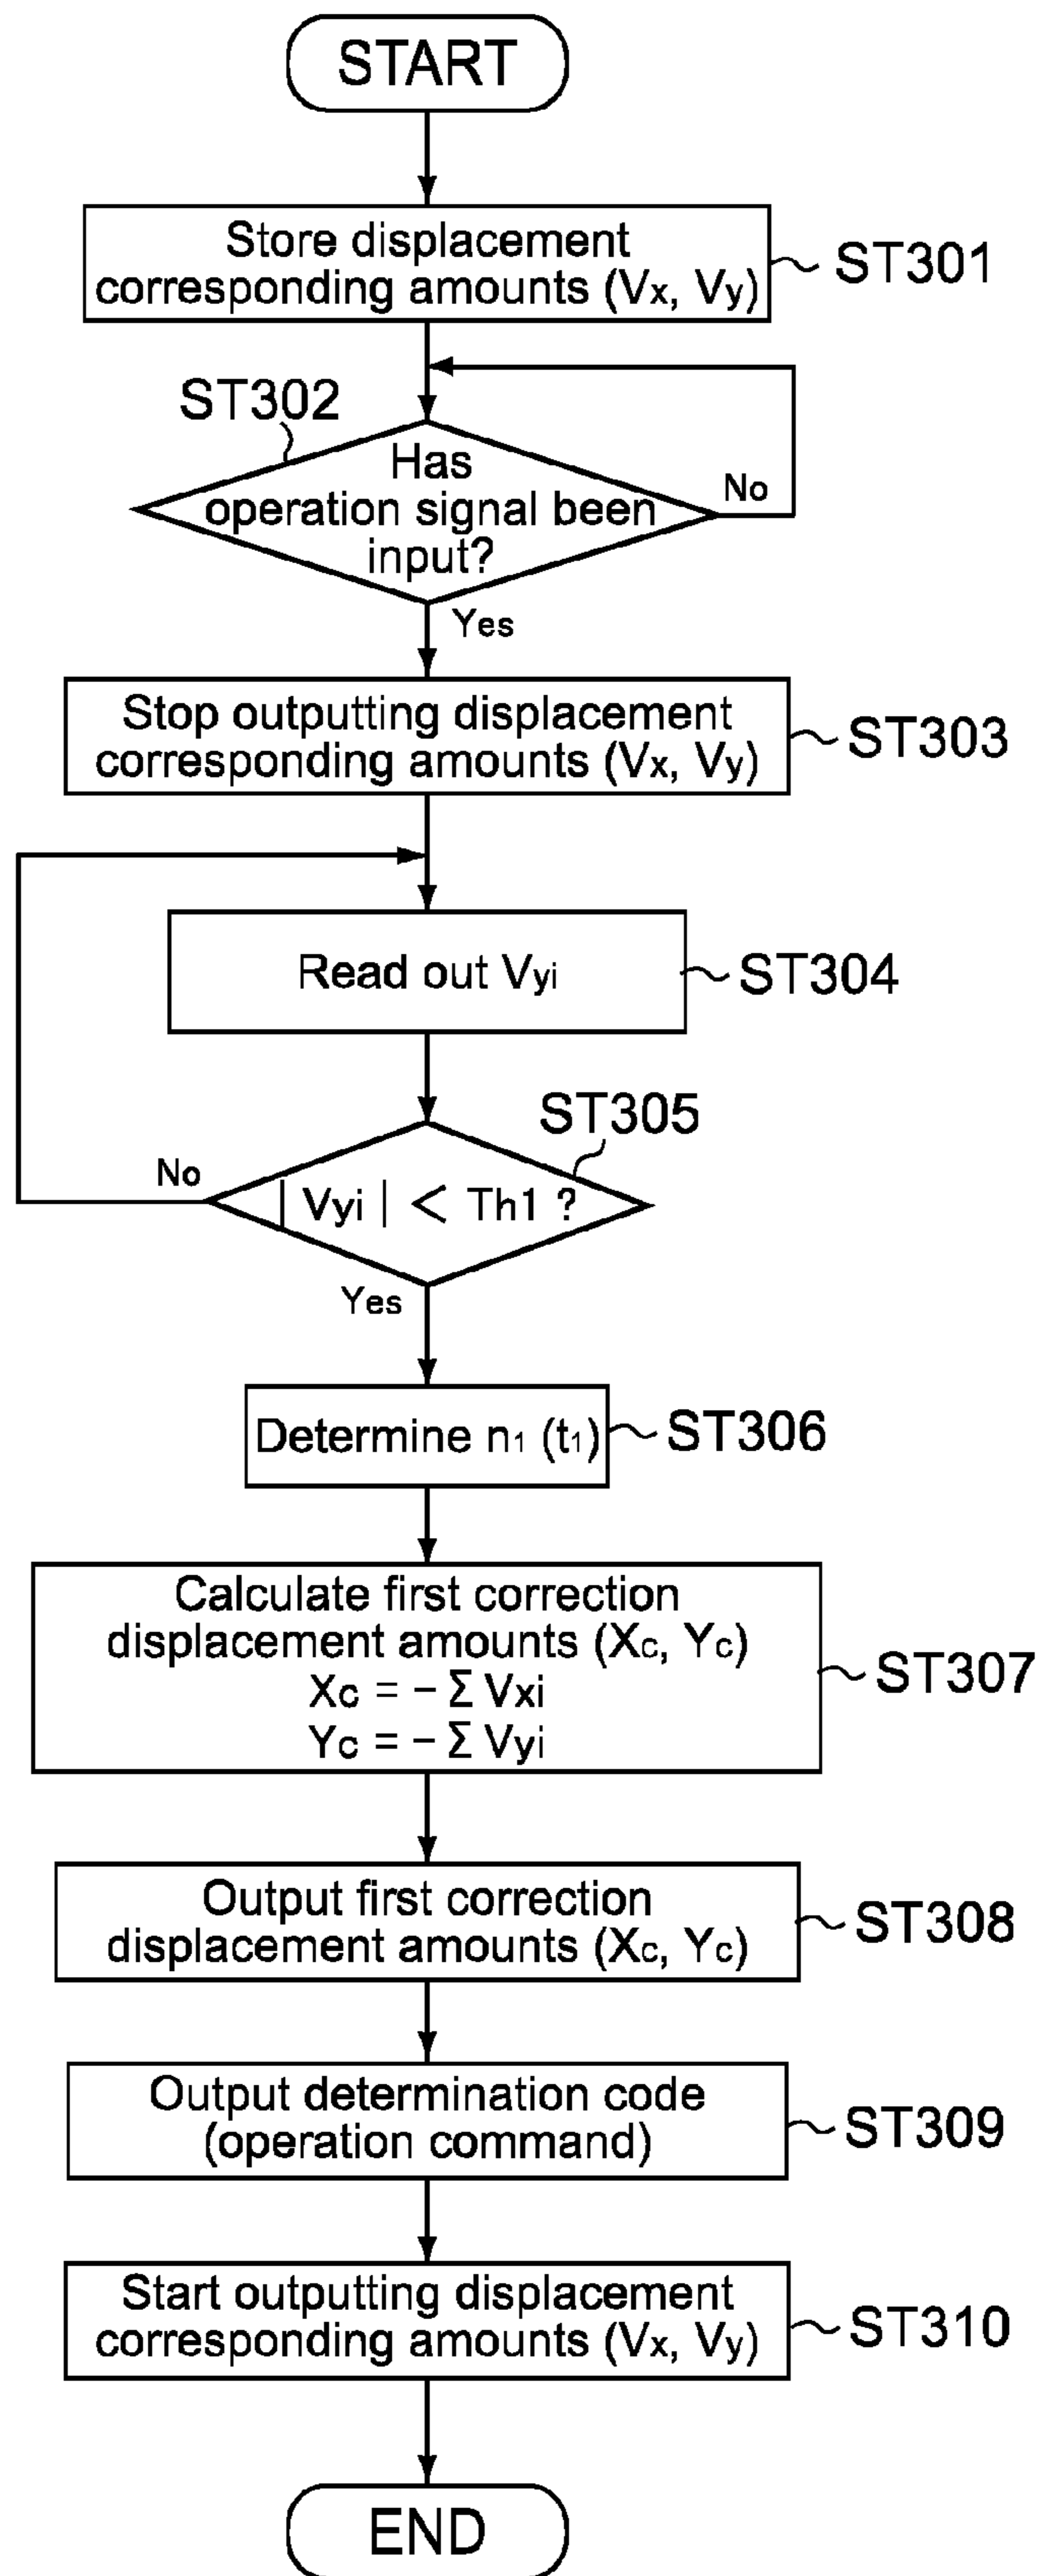 START
Store displacement
corresponding amounts (Vx, Vy)
ST301
ST302
Has
operation signal been
input?
No
Yes
Stop outputting displacement
corresponding amounts (Vx, Vy)
ST303
Read out Vyi
ST304
ST305
No
| Vyi | < Th1 ?
Yes
Determine n1 (t1)
ST306
Calculate first correction
displacement amounts (Xc, Yc)
Xc = − Σ Vxi
Yc = − Σ Vyi
ST307
Output first correction
displacement amounts (Xc, Yc)
ST308
Output determination code
(operation command)
ST309
Start outputting displacement
corresponding amounts (Vx, Vy)
ST310
END